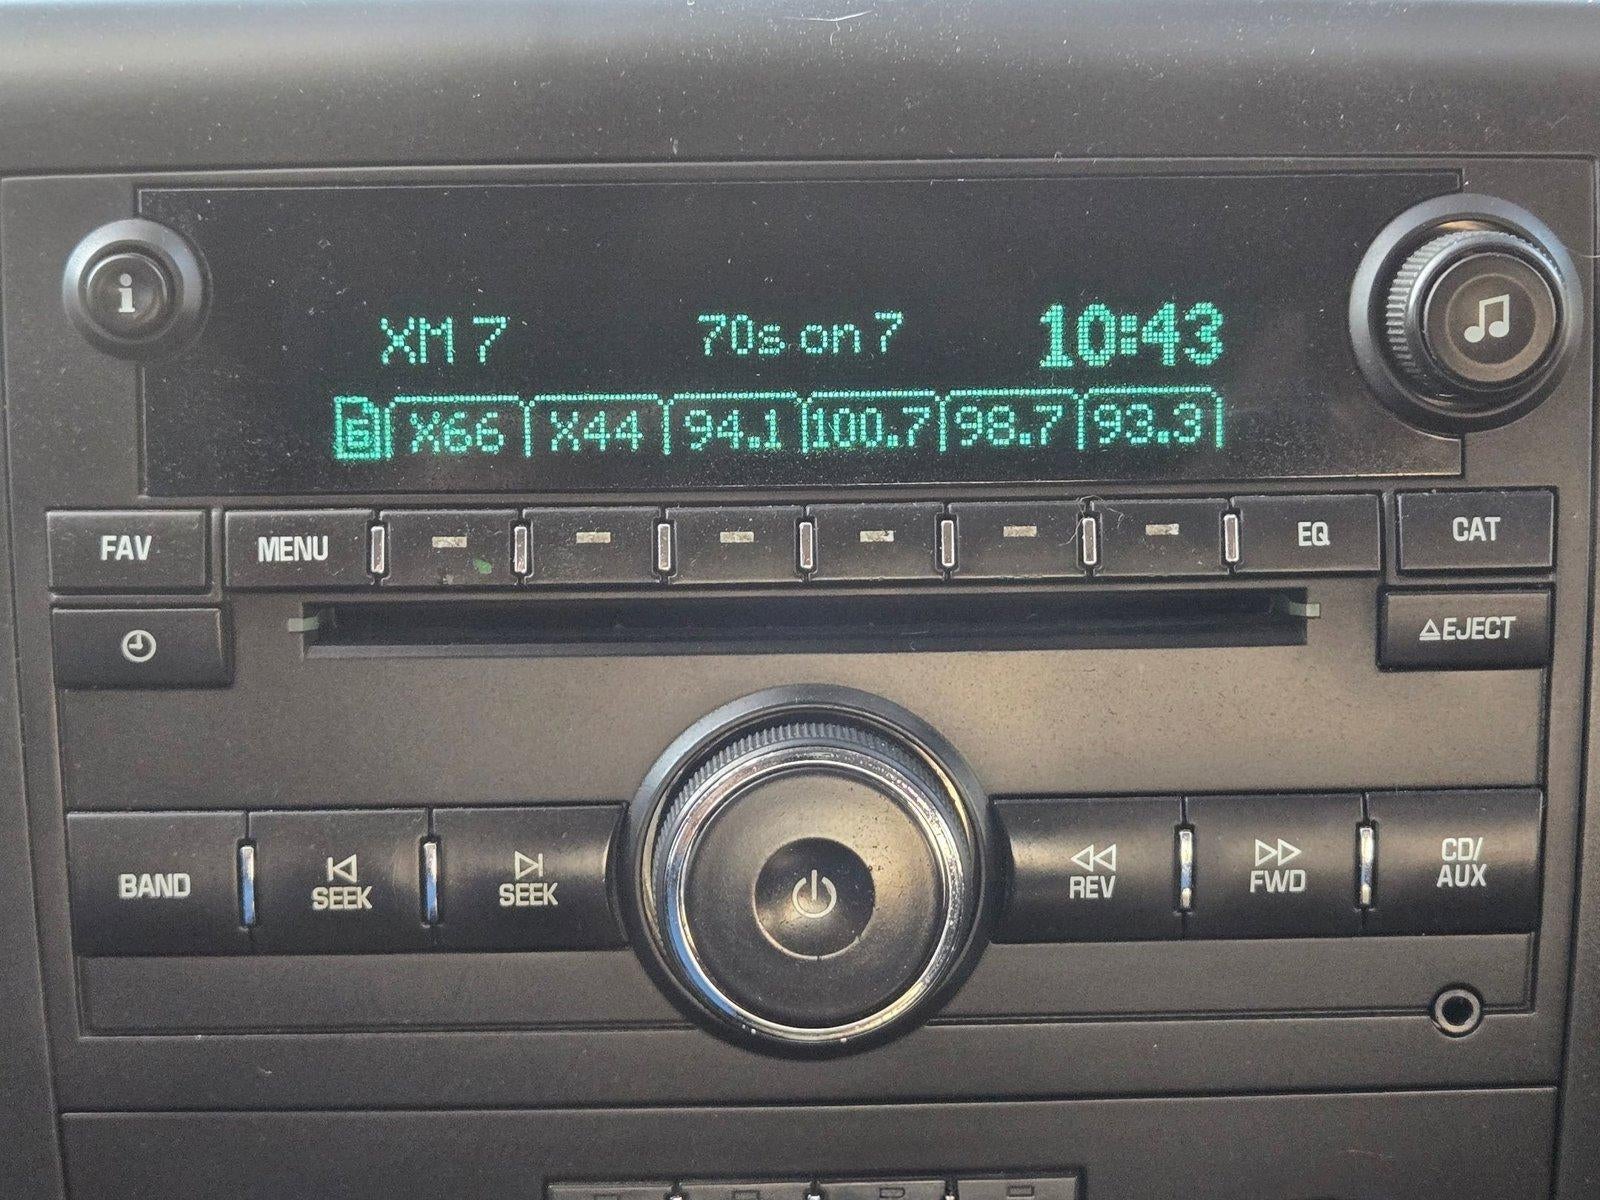 XM 7 70s on 7 10:43
X66 X44 94.1 100.7 98.7 93.3
i
FAV MENU EQ CAT
EJECT
BAND SEEK SEEK REV FWD CD/
AUX